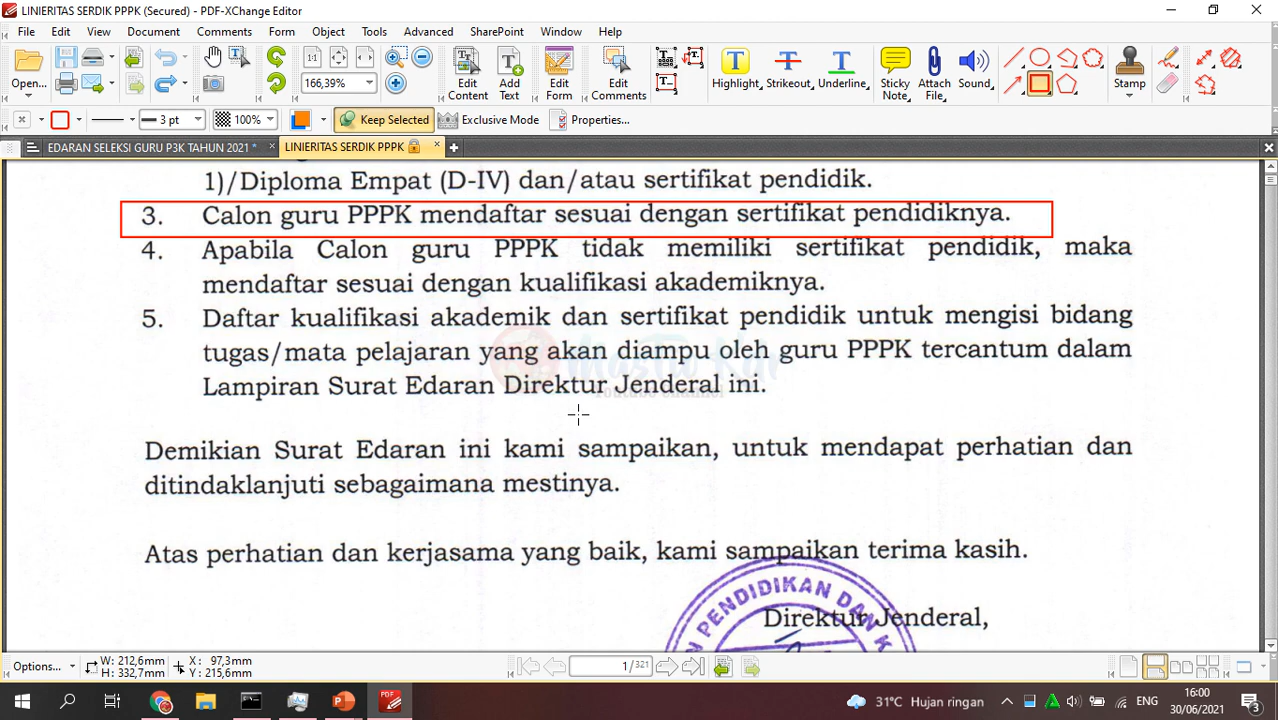 LINIERITAS SERDIK PPPK (Secured) - PDF-XChange Editor
File Edit View Document Comments Form Object Tools Advanced SharePoint Window Help
Open...
1:1
166,39%
Edit Content
Add Text
Edit Form
Edit Comments
Highlight
Strikeout
Underline
Sticky Note
Attach File
Sound
Stamp
3 pt
100%
Keep Selected
Exclusive Mode
Properties...
EDARAN SELEKSI GURU P3K TAHUN 2021 *
LINIERITAS SERDIK PPPK
1)/Diploma Empat (D-IV) dan/atau sertifikat pendidik.
3. Calon guru PPPK mendaftar sesuai dengan sertifikat pendidiknya.
4. Apabila Calon guru PPPK tidak memiliki sertifikat pendidik, maka
mendaftar sesuai dengan kualifikasi akademiknya.
5. Daftar kualifikasi akademik dan sertifikat pendidik untuk mengisi bidang
tugas/mata pelajaran yang akan diampu oleh guru PPPK tercantum dalam
Lampiran Surat Edaran Direktur Jenderal ini.
Youtube Channel
Demikian Surat Edaran ini kami sampaikan, untuk mendapat perhatian dan
ditindaklanjuti sebagaimana mestinya.
Atas perhatian dan kerjasama yang baik, kami sampaikan terima kasih.
PENDIDIKAN DAN
Direktur Jenderal,
Options...
W: 212,6mm
H: 332,7mm
X: 97,3mm
Y: 215,6mm
1/321
31°C Hujan ringan
ENG
16:00
30/06/2021
3